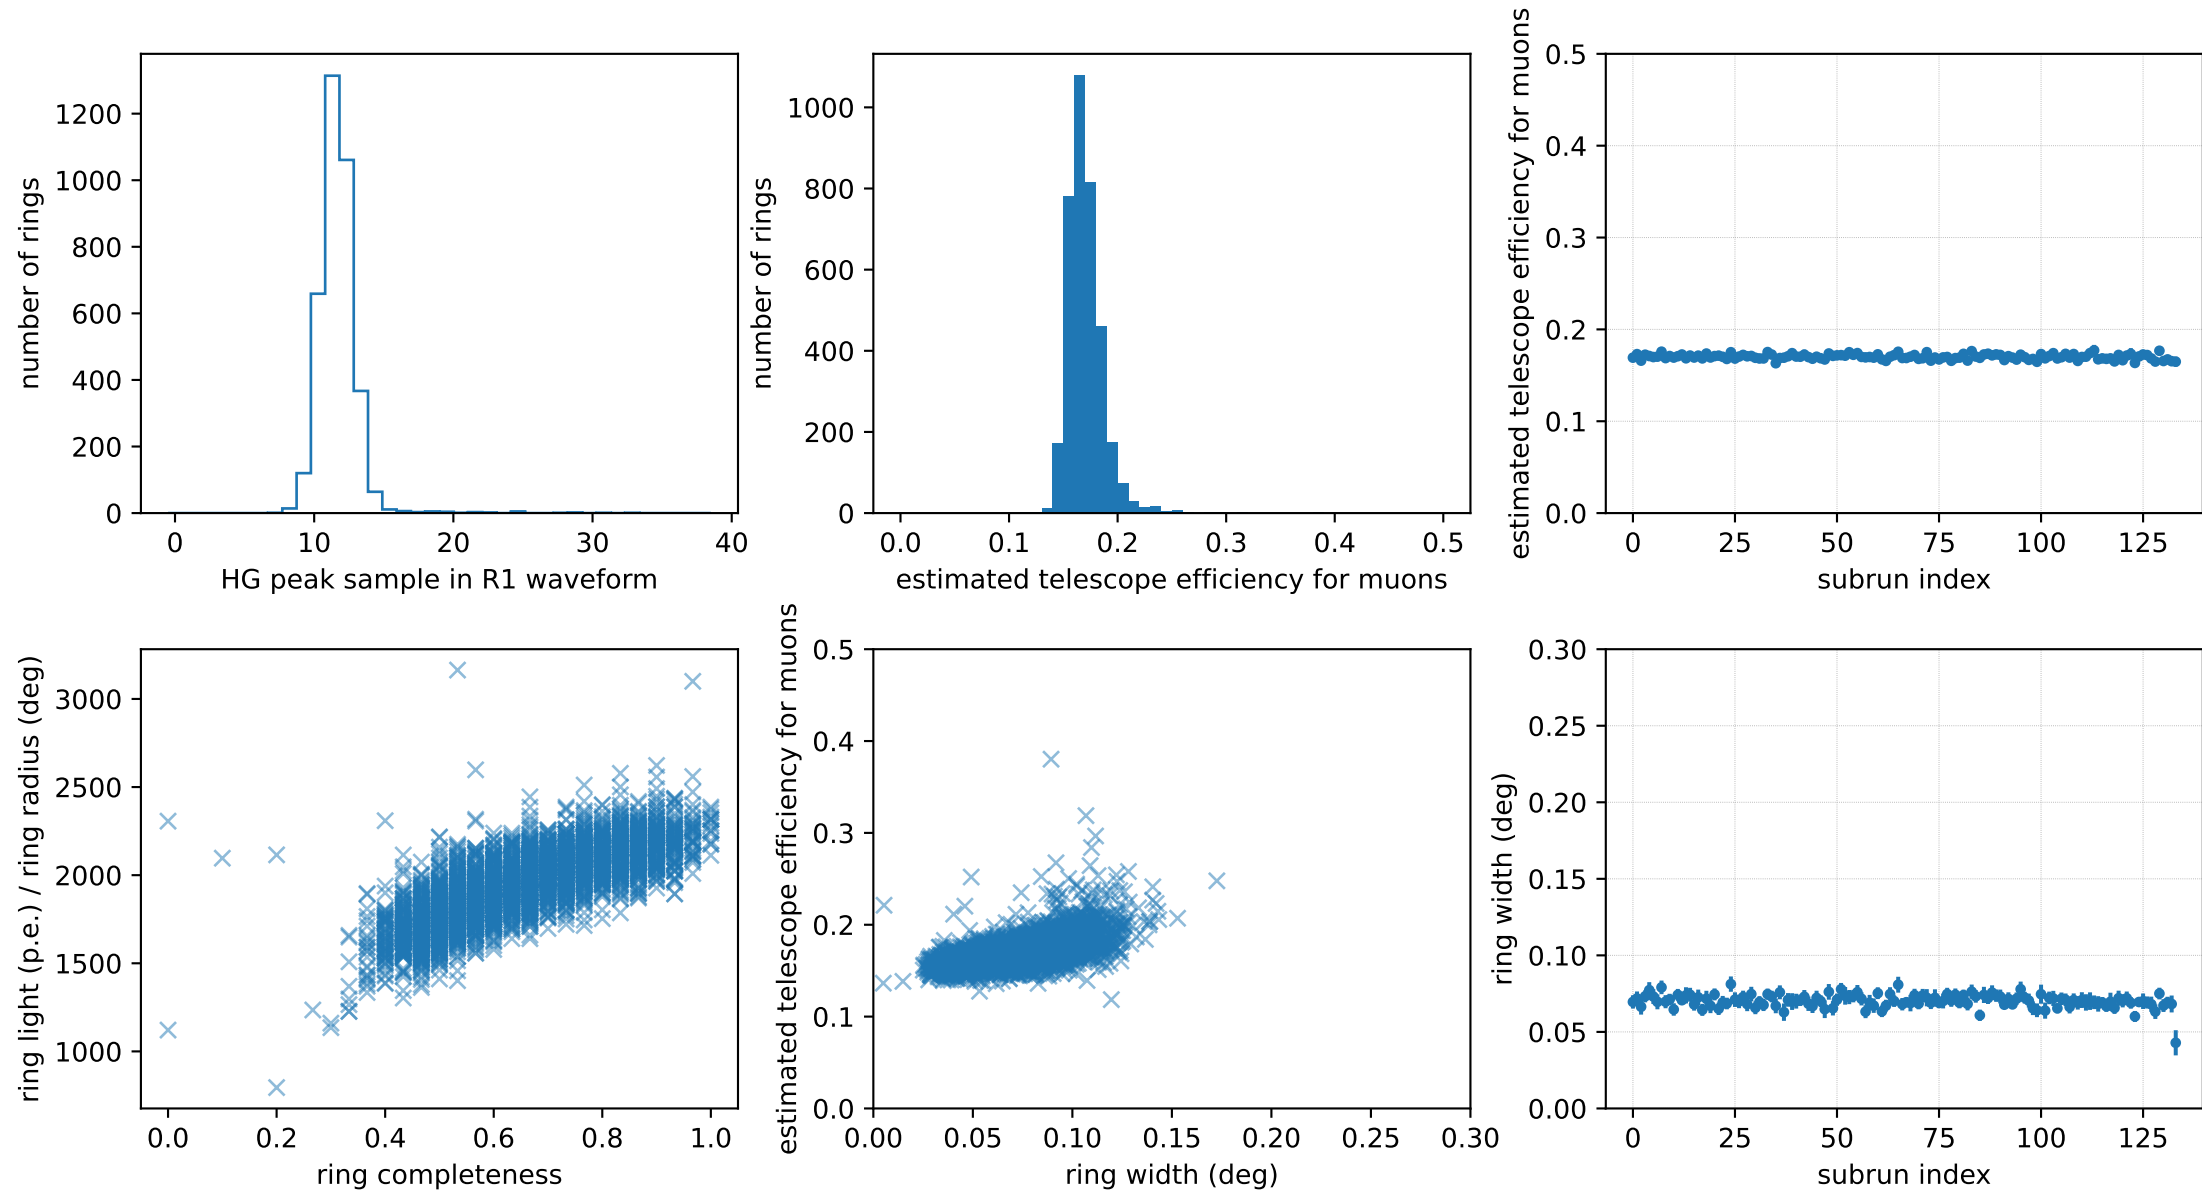 number of rings
1200
1000
800
600
400
200
0
0 10 20 30 40
HG peak sample in R1 waveform
number of rings
1000
800
600
400
200
0
0.0 0.1 0.2 0.3 0.4 0.5
estimated telescope efficiency for muons
estimated telescope efficiency for muons
0.5
0.4
0.3
0.2
0.1
0.0
0 25 50 75 100 125
subrun index
ring light (p.e.) / ring radius (deg)
3000
2500
2000
1500
1000
0.0 0.2 0.4 0.6 0.8 1.0
ring completeness
estimated telescope efficiency for muons
0.5
0.4
0.3
0.2
0.1
0.0
0.00 0.05 0.10 0.15 0.20 0.25 0.30
ring width (deg)
ring width (deg)
0.30
0.25
0.20
0.15
0.10
0.05
0.00
0 25 50 75 100 125
subrun index